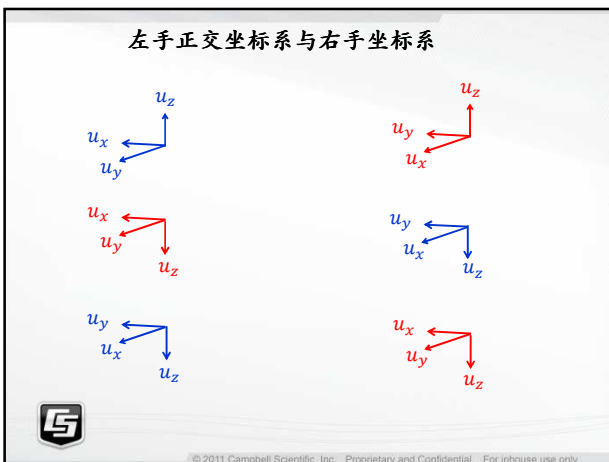 左手正交坐标系与右手坐标系
u_z
u_x
u_y
u_z
u_y
u_x
u_x
u_y
u_z
u_y
u_x
u_z
u_y
u_x
u_z
u_x
u_y
u_z
© 2011 Campbell Scientific, Inc. Proprietary and Confidential For inhouse use only